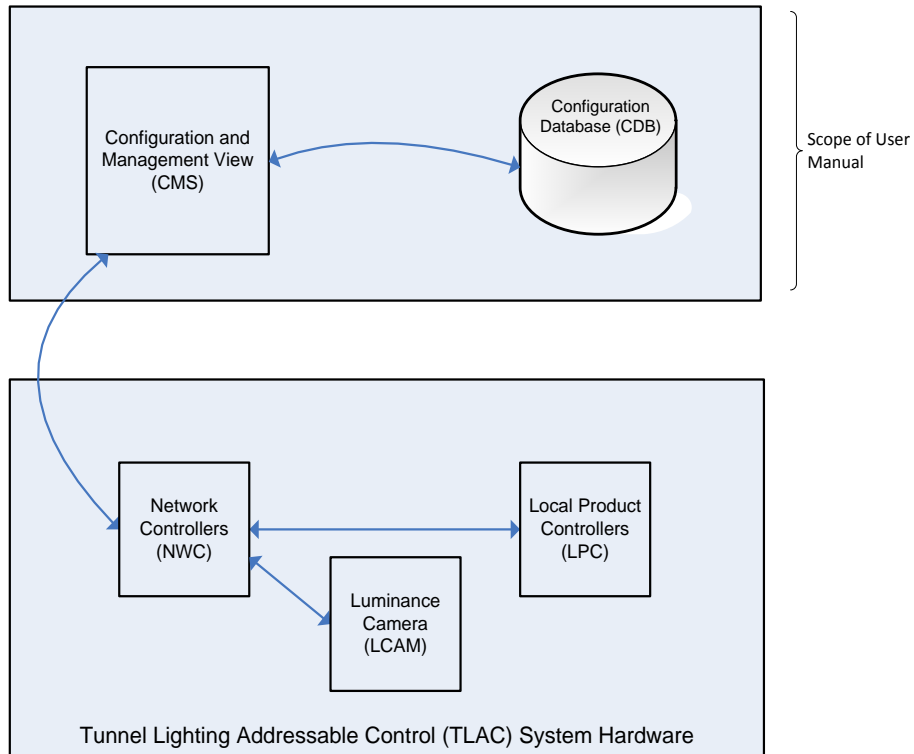 Configuration and
Management View
(CMS)
Configuration
Database (CDB)
Scope of User
Manual
Network
Controllers
(NWC)
Local Product
Controllers
(LPC)
Luminance
Camera
(LCAM)
Tunnel Lighting Addressable Control (TLAC) System Hardware